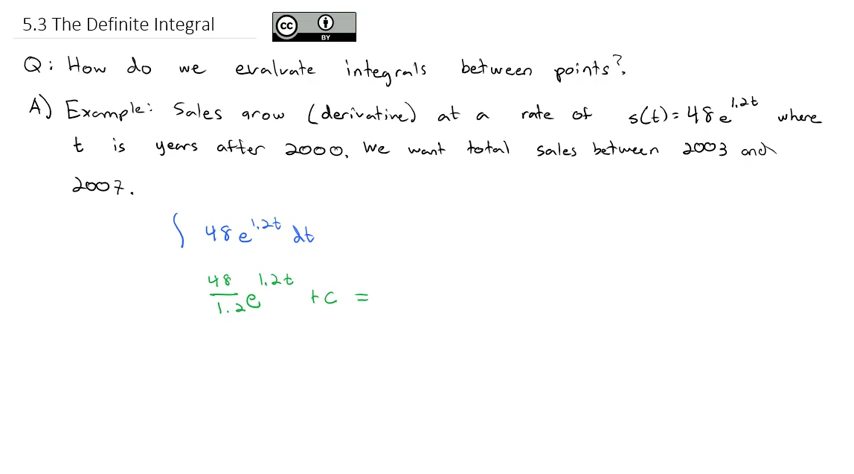 5.3 The Definite Integral
cc BY
Q: How do we evaluate integrals between points?
A) Example: Sales grow (derivative) at a rate of s(t) = 48e^{1.2t} where
t is years after 2000. We want total sales between 2003 and
2007.
∫ 48e^{1.2t} dt
\frac{48}{1.2}e^{1.2t} + C =